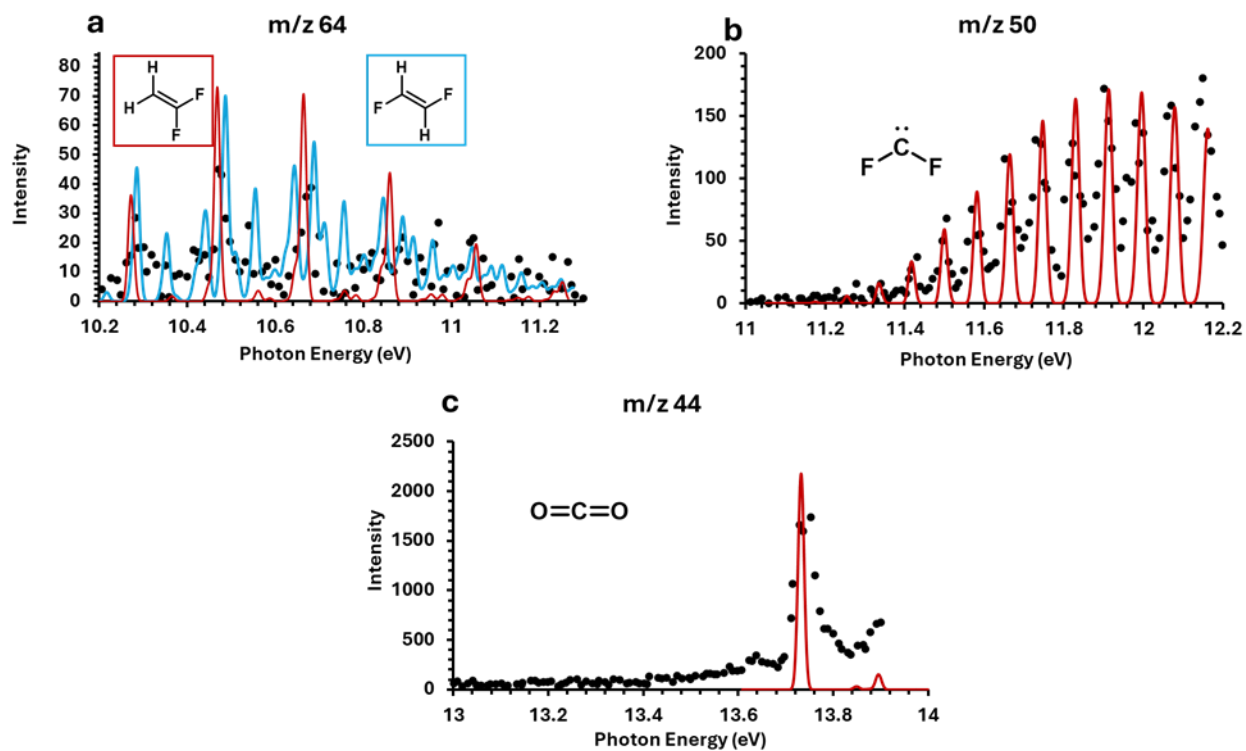 a m/z 64
80
70
60
50
40
30
20
10
0
Intensity
H
H
F
F
H
F
F
H
10.2 10.4 10.6 10.8 11 11.2
Photon Energy (eV)
b m/z 50
200
150
100
50
0
Intensity
F C F
11 11.2 11.4 11.6 11.8 12 12.2
Photon Energy (eV)
c m/z 44
2500
2000
1500
1000
500
0
Intensity
O=C=O
13 13.2 13.4 13.6 13.8 14
Photon Energy (eV)